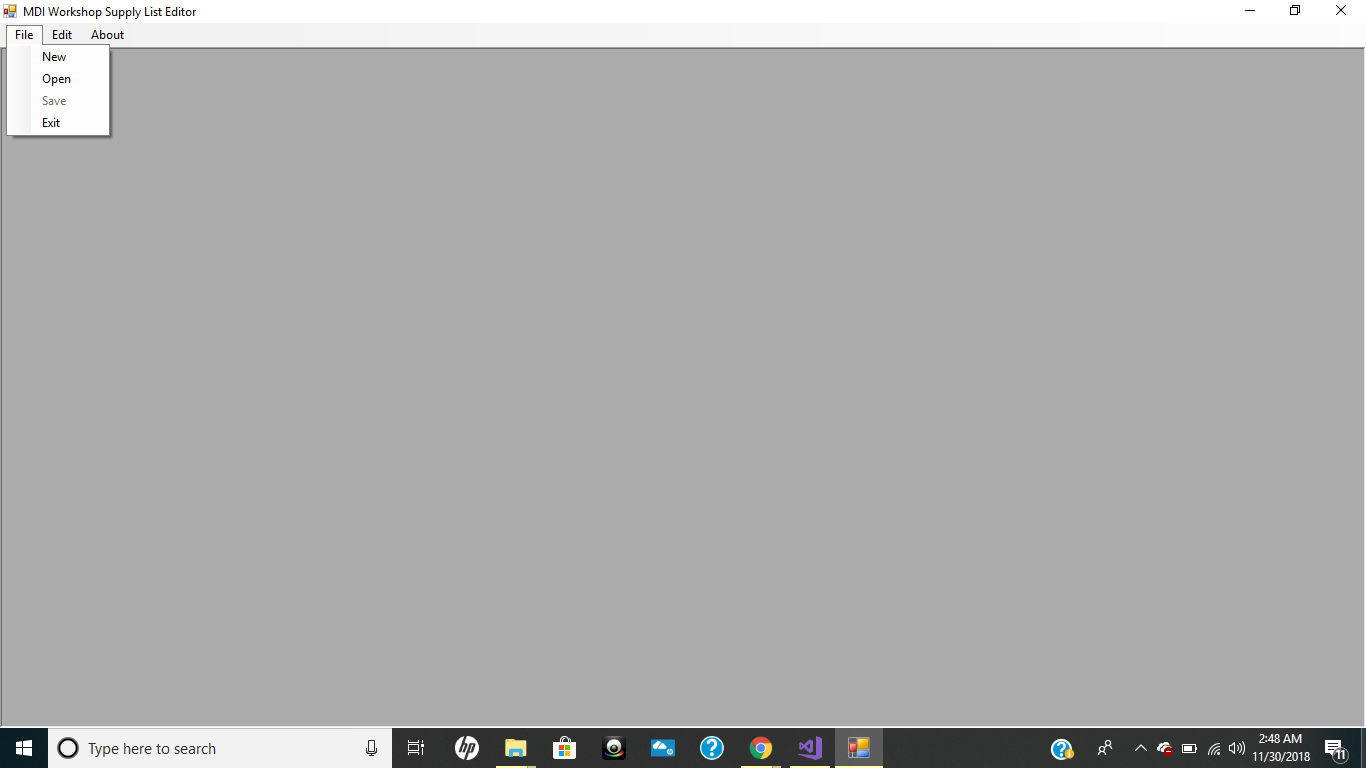 MDI Workshop Supply List Editor
File Edit About
New
Open
Save
Exit
Type here to search
hp
2:48 AM
11/30/2018
11